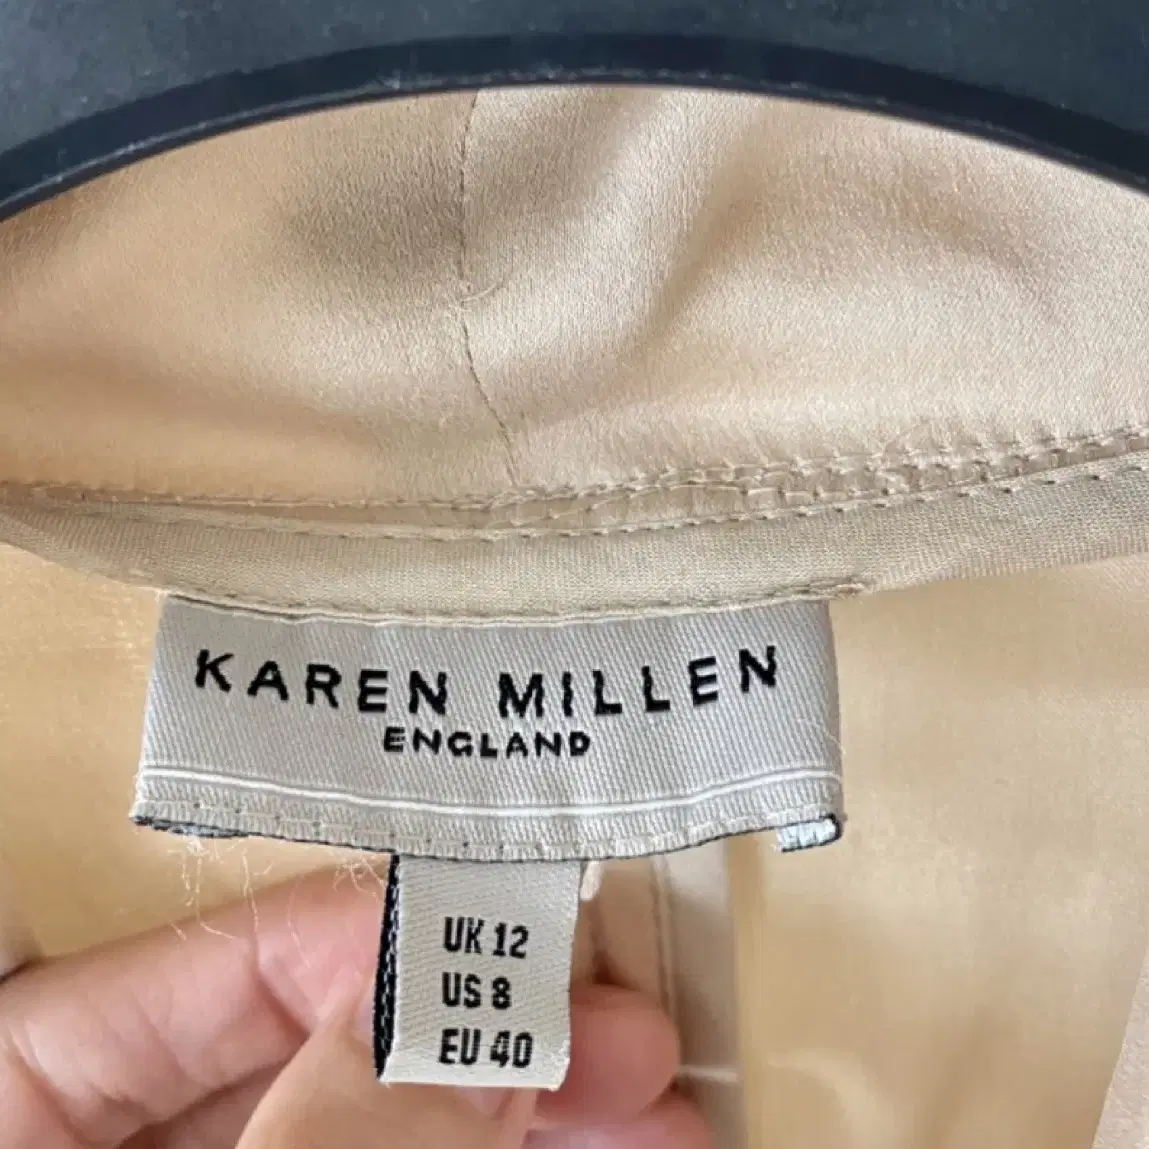 KAREN MILLEN
ENGLAND
UK 12
US 8
EU 40